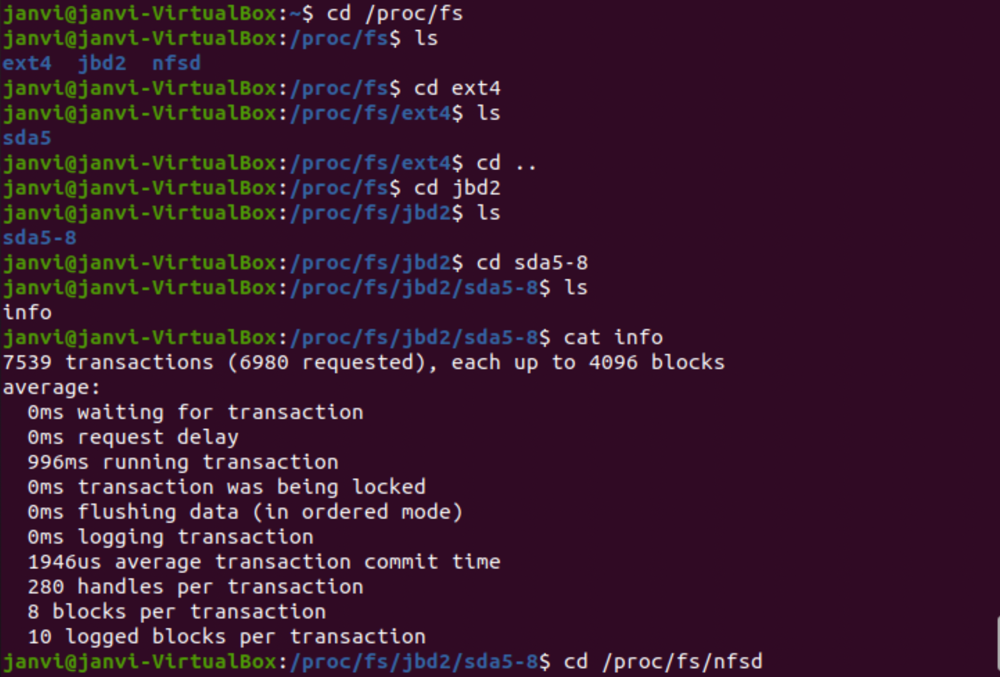 janvi@janvi-VirtualBox:~$ cd /proc/fs
janvi@janvi-VirtualBox:/proc/fs$ ls
ext4  jbd2  nfsd
janvi@janvi-VirtualBox:/proc/fs$ cd ext4
janvi@janvi-VirtualBox:/proc/fs/ext4$ ls
sda5
janvi@janvi-VirtualBox:/proc/fs/ext4$ cd ..
janvi@janvi-VirtualBox:/proc/fs$ cd jbd2
janvi@janvi-VirtualBox:/proc/fs/jbd2$ ls
sda5-8
janvi@janvi-VirtualBox:/proc/fs/jbd2$ cd sda5-8
janvi@janvi-VirtualBox:/proc/fs/jbd2/sda5-8$ ls
info
janvi@janvi-VirtualBox:/proc/fs/jbd2/sda5-8$ cat info
7539 transactions (6980 requested), each up to 4096 blocks
average:
  0ms waiting for transaction
  0ms request delay
  996ms running transaction
  0ms transaction was being locked
  0ms flushing data (in ordered mode)
  0ms logging transaction
  1946us average transaction commit time
  280 handles per transaction
  8 blocks per transaction
  10 logged blocks per transaction
janvi@janvi-VirtualBox:/proc/fs/jbd2/sda5-8$ cd /proc/fs/nfsd